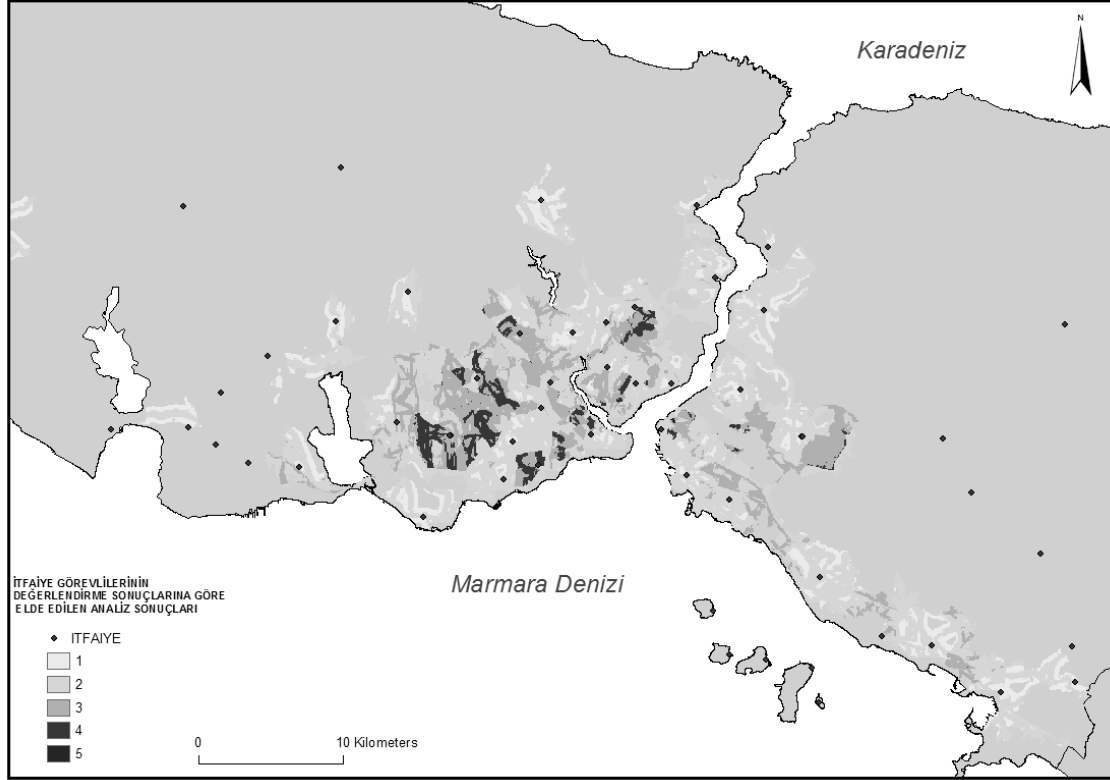 Karadeniz
N
Marmara Denizi
İTFAİYE GÖREVLİLERİNİN
DEĞERLENDİRME SONUÇLARINA GÖRE
ELDE EDİLEN ANALİZ SONUÇLARI
ITFAIYE
1
2
3
4
5
0
10 Kilometers